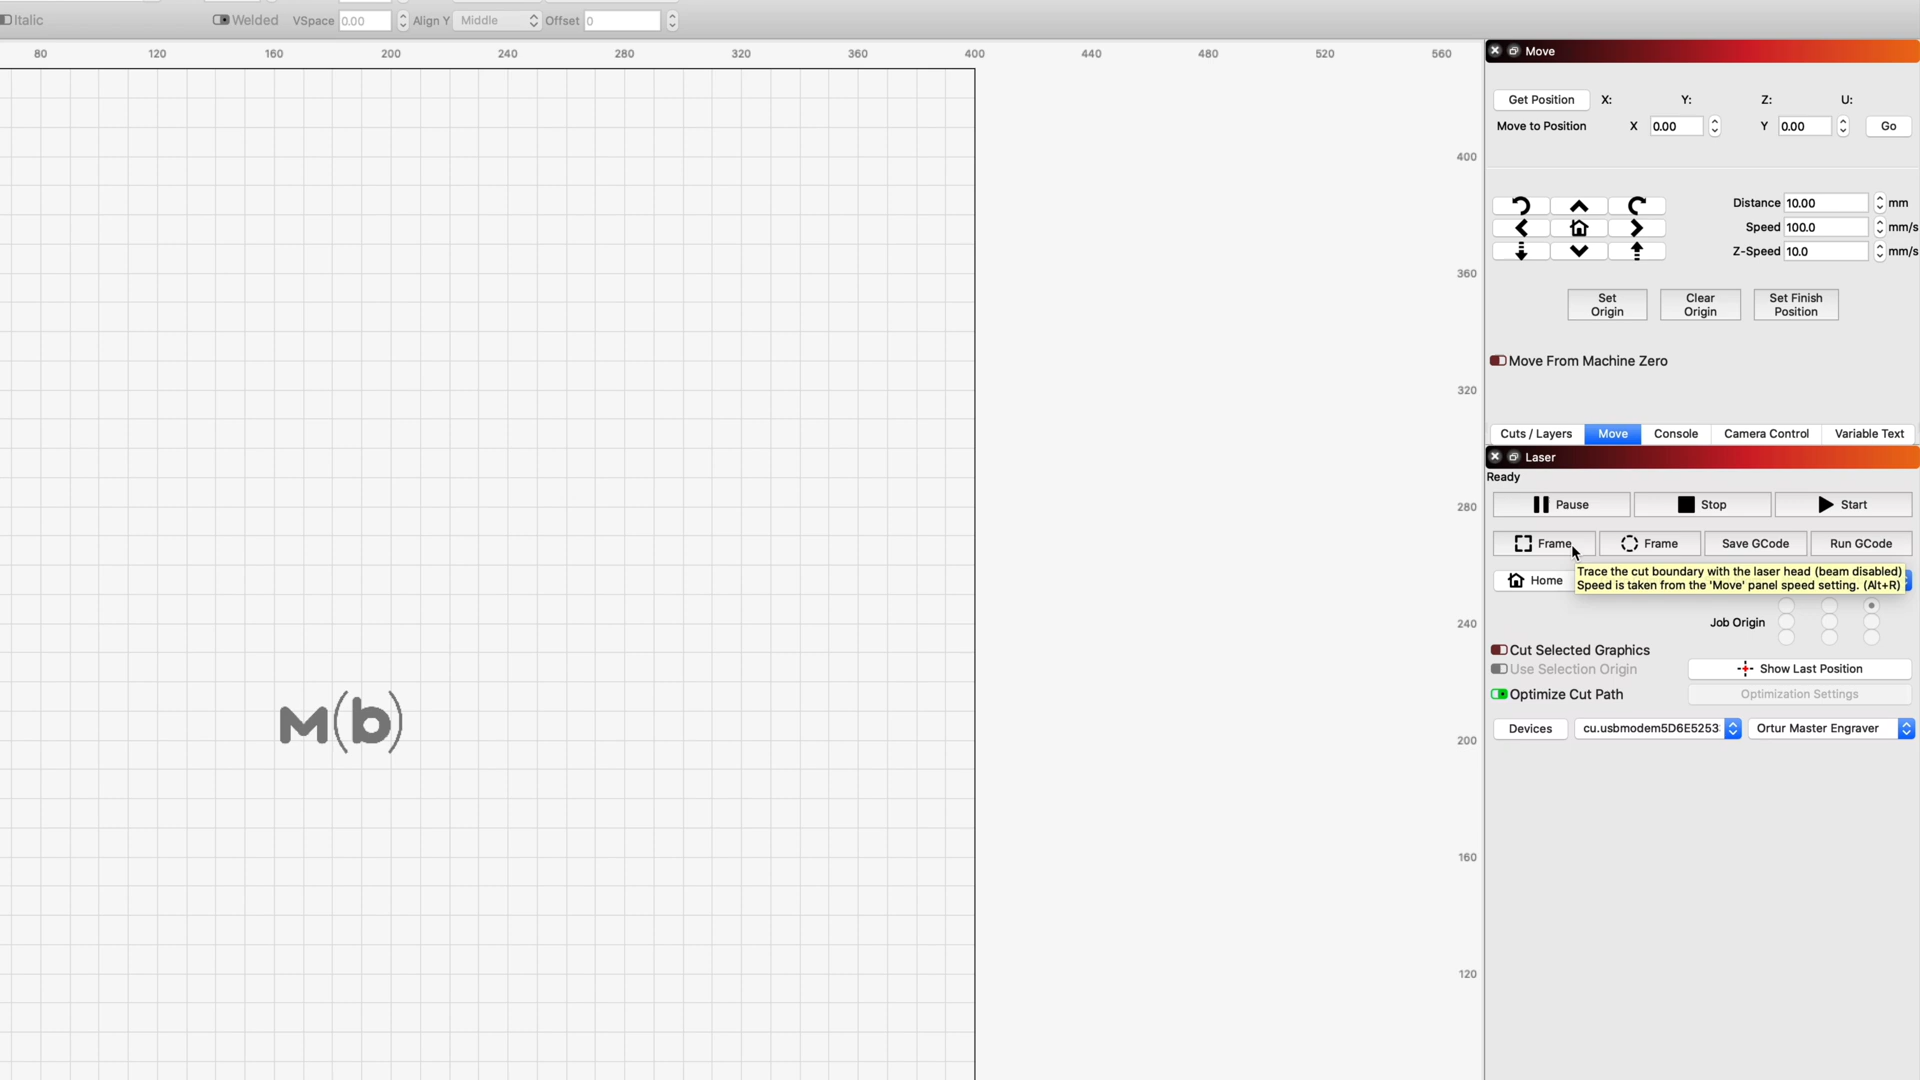 Italic Welded VSpace 0.00 Align Y Middle Offset 0
80 120 160 200 240 280 320 360 400 440 480 520 560
Move
Get Position X: Y: Z: U:
Move to Position X 0.00 Y 0.00 Go
400
Distance 10.00 mm
Speed 100.0 mm/s
Z-Speed 10.0 mm/s
360
Set Origin Clear Origin Set Finish Position
Move From Machine Zero
320
Cuts / Layers Move Console Camera Control Variable Text
Laser
Ready
280
Pause Stop Start
Frame Frame Save GCode Run GCode
Home
Trace the cut boundary with the laser head (beam disabled)
Speed is taken from the 'Move' panel speed setting. (Alt+R)
240
Job Origin
Cut Selected Graphics
Use Selection Origin Show Last Position
Optimize Cut Path Optimization Settings
M(b)
Devices cu.usbmodem5D6E5253 Ortur Master Engraver
200
160
120